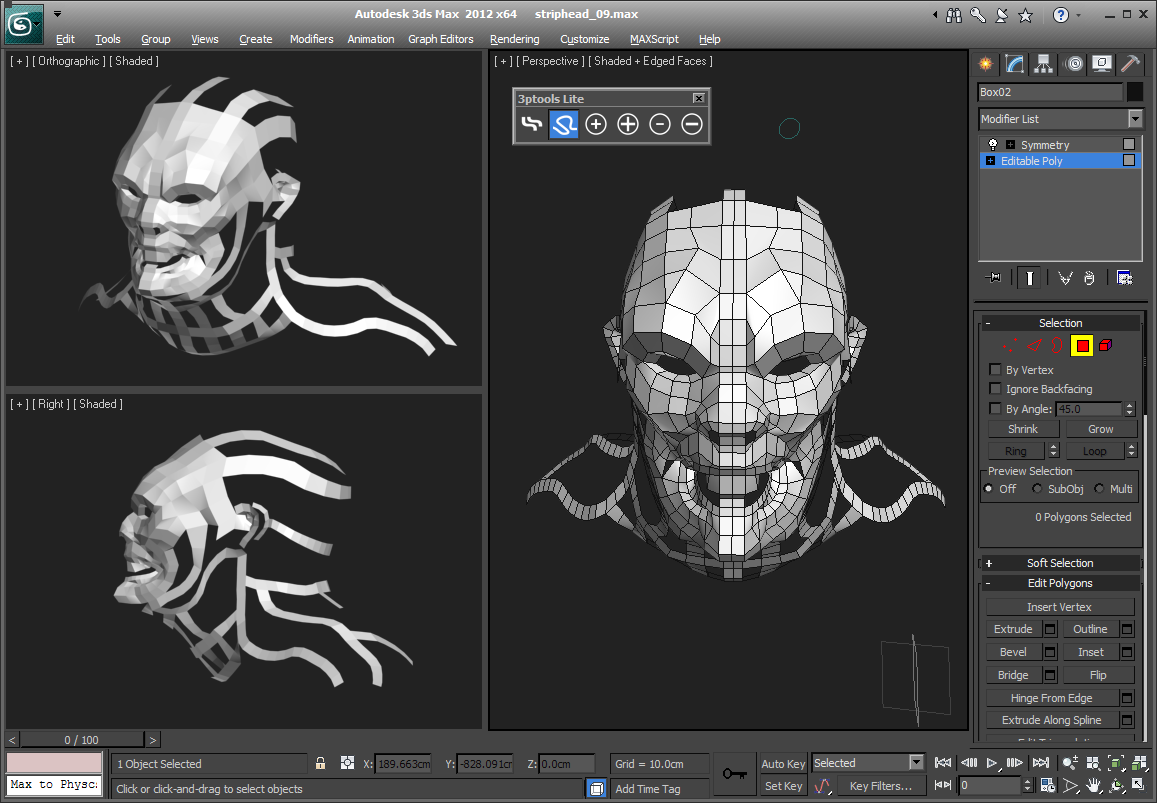 Autodesk 3ds Max 2012 x64 striphead_09.max
Edit Tools Group Views Create Modifiers Animation Graph Editors Rendering Customize MAXScript Help
[ + ] [ Orthographic ] [ Shaded ]
[ + ] [ Perspective ] [ Shaded + Edged Faces ]
3ptools Lite
[ + ] [ Right ] [ Shaded ]
Box02
Modifier List
Symmetry
Editable Poly
- Selection
By Vertex
Ignore Backfacing
By Angle: 45.0
Shrink Grow
Ring Loop
Preview Selection
Off SubObj Multi
0 Polygons Selected
+ Soft Selection
- Edit Polygons
Insert Vertex
Extrude Outline
Bevel Inset
Bridge Flip
Hinge From Edge
Extrude Along Spline
< 0 / 100 >
1 Object Selected X: 189.663cm Y: -828.091cm Z: 0.0cm Grid = 10.0cm Auto Key Selected
Max to Physc:
Click or click-and-drag to select objects Add Time Tag Set Key Key Filters... 0